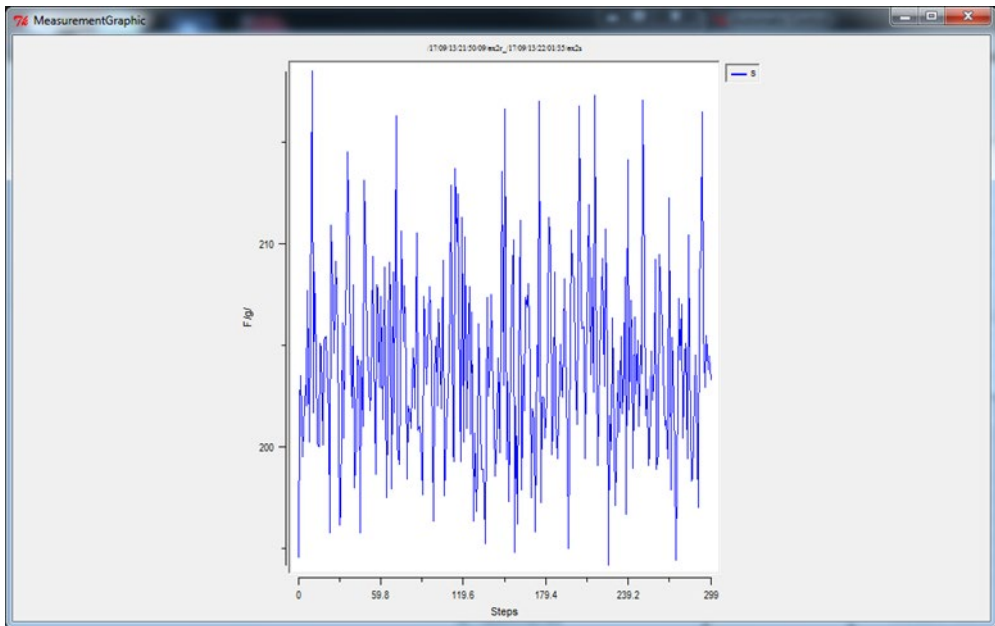 MeasurementGraphic
/17/09/13/21:50:09/ex2r_/17/09/13/22:01:35/ex2s
s
210
F/g/
200
0 59.8 119.6 179.4 239.2 299
Steps